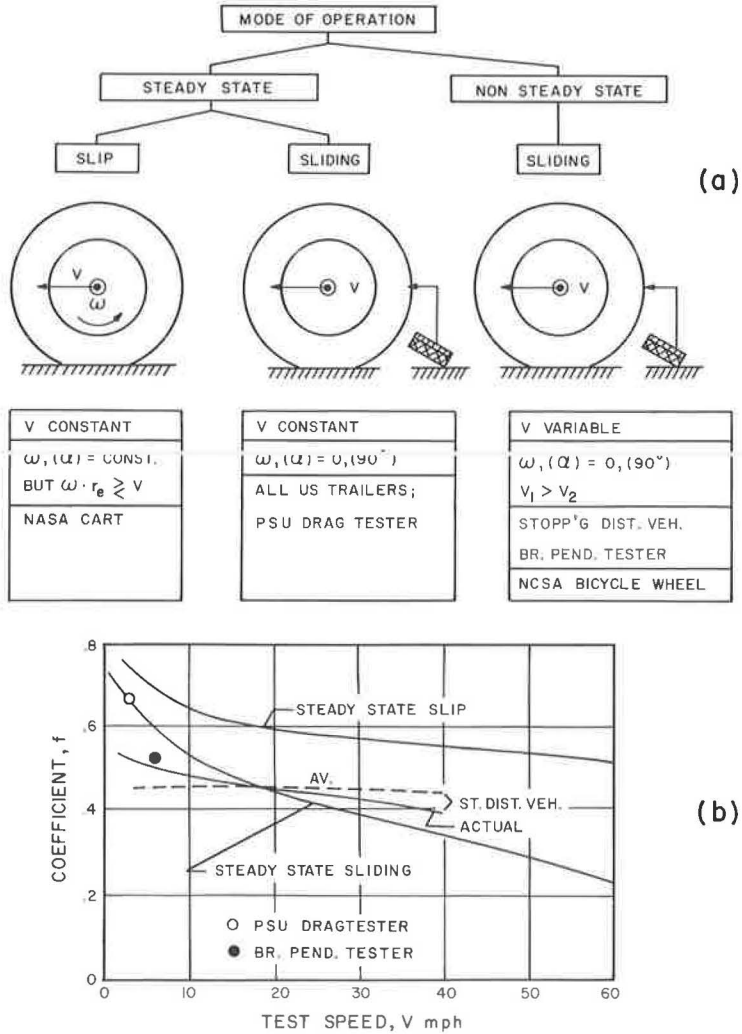 MODE OF OPERATION
STEADY STATE
NON STEADY STATE
SLIP
SLIDING
SLIDING
(a)
V
ω
V
V
V CONSTANT
ω,(α) = CONST.
BUT ω · rₑ ≷ V
NASA CART
V CONSTANT
ω,(α) = 0,(90°)
ALL US TRAILERS;
PSU DRAG TESTER
V VARIABLE
ω,(α) = 0,(90°)
V₁ > V₂
STOPP'G DIST. VEH.
BR. PEND. TESTER
NCSA BICYCLE WHEEL
(b)
COEFFICIENT, f
.8
.6
.4
.2
0
STEADY STATE SLIP
AV.
ST. DIST. VEH.
ACTUAL
STEADY STATE SLIDING
PSU DRAGTESTER
BR. PEND. TESTER
0 10 20 30 40 50 60
TEST SPEED, V mph